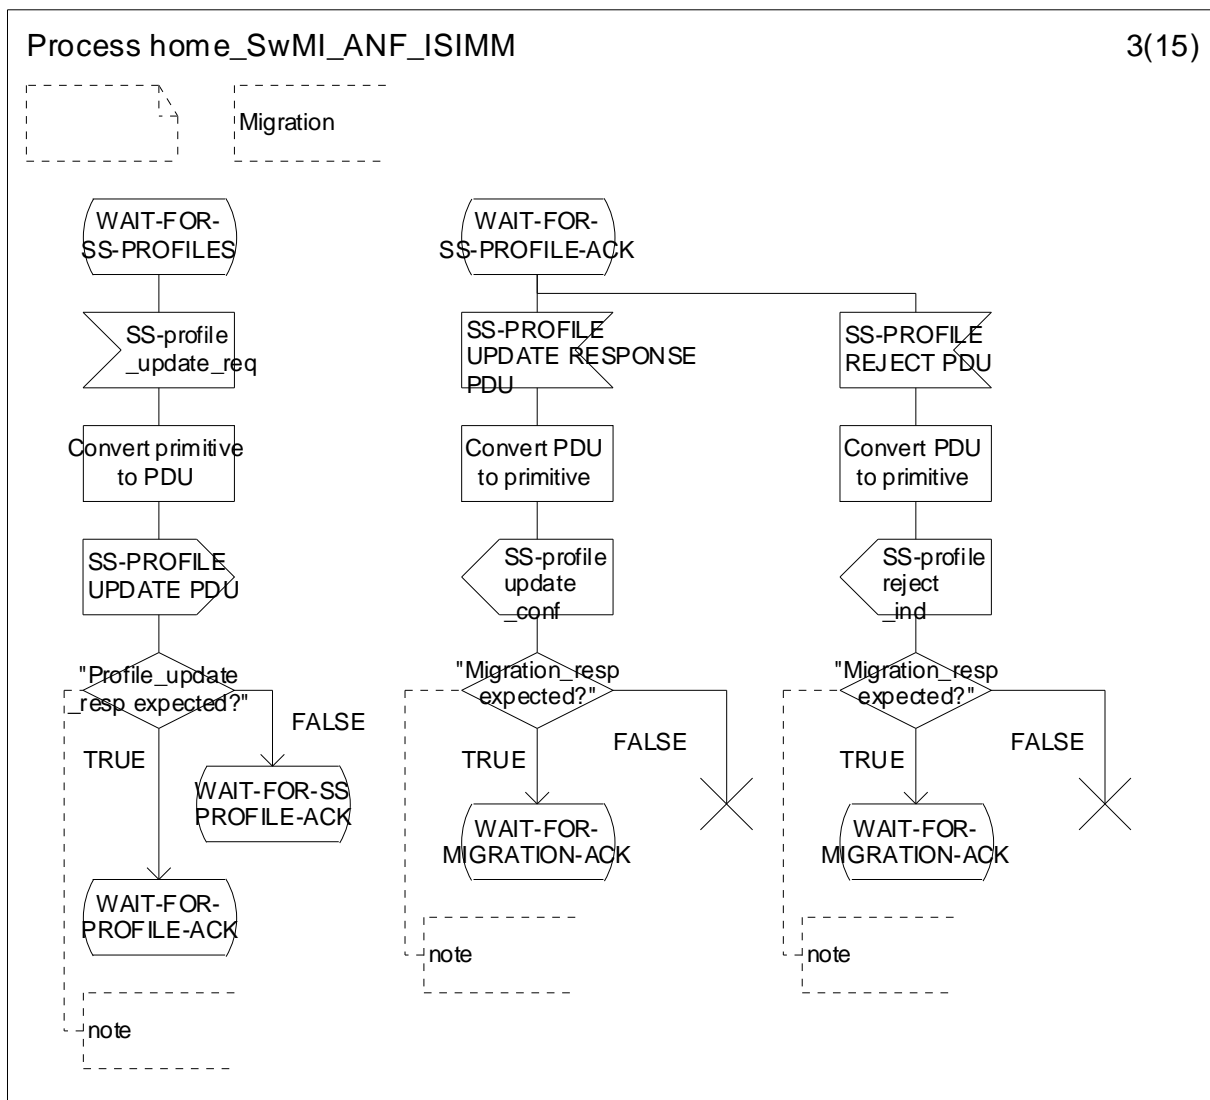 Process home_SwMI_ANF_ISIMM
3(15)
Migration
WAIT-FOR-
SS-PROFILES
SS-profile
_update_req
Convert primitive
to PDU
SS-PROFILE
UPDATE PDU
"Profile_update
_resp expected?"
FALSE
TRUE
WAIT-FOR-SS
PROFILE-ACK
WAIT-FOR-
PROFILE-ACK
note
WAIT-FOR-
SS-PROFILE-ACK
SS-PROFILE
UPDATE RESPONSE
PDU
Convert PDU
to primitive
SS-profile
update
_conf
"Migration_resp
expected?"
FALSE
TRUE
WAIT-FOR-
MIGRATION-ACK
note
SS-PROFILE
REJECT PDU
Convert PDU
to primitive
SS-profile
reject
_ind
"Migration_resp
expected?"
FALSE
TRUE
WAIT-FOR-
MIGRATION-ACK
note